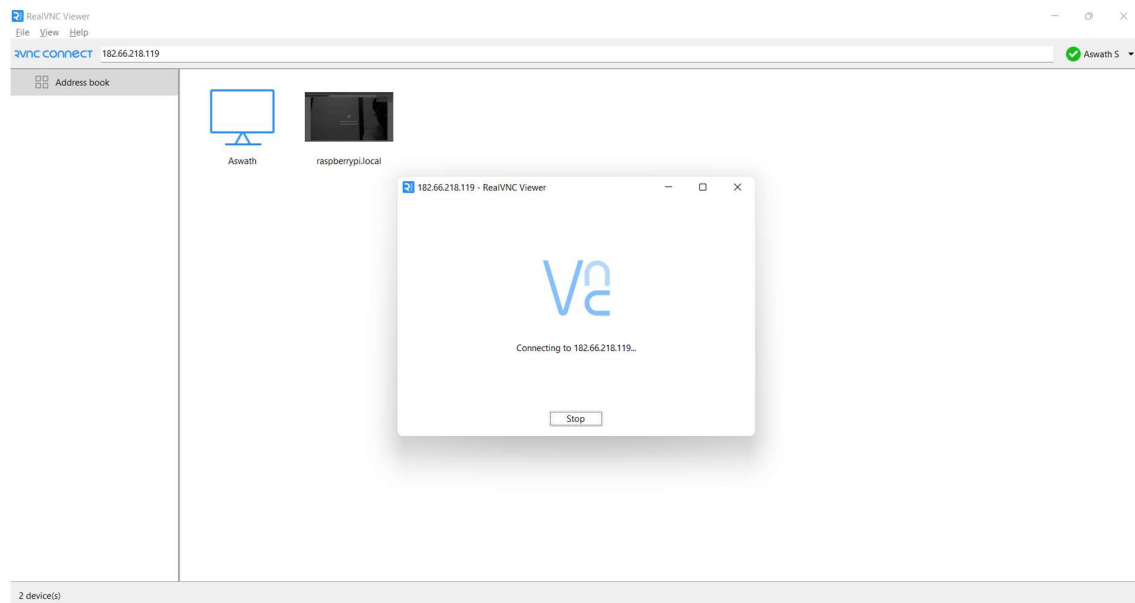 RealVNC Viewer
File View Help
RVNC CONNECT 182.66.218.119 Aswath S
Address book
Aswath raspberrypi.local
182.66.218.119 - RealVNC Viewer
Vnc
Connecting to 182.66.218.119...
Stop
2 device(s)